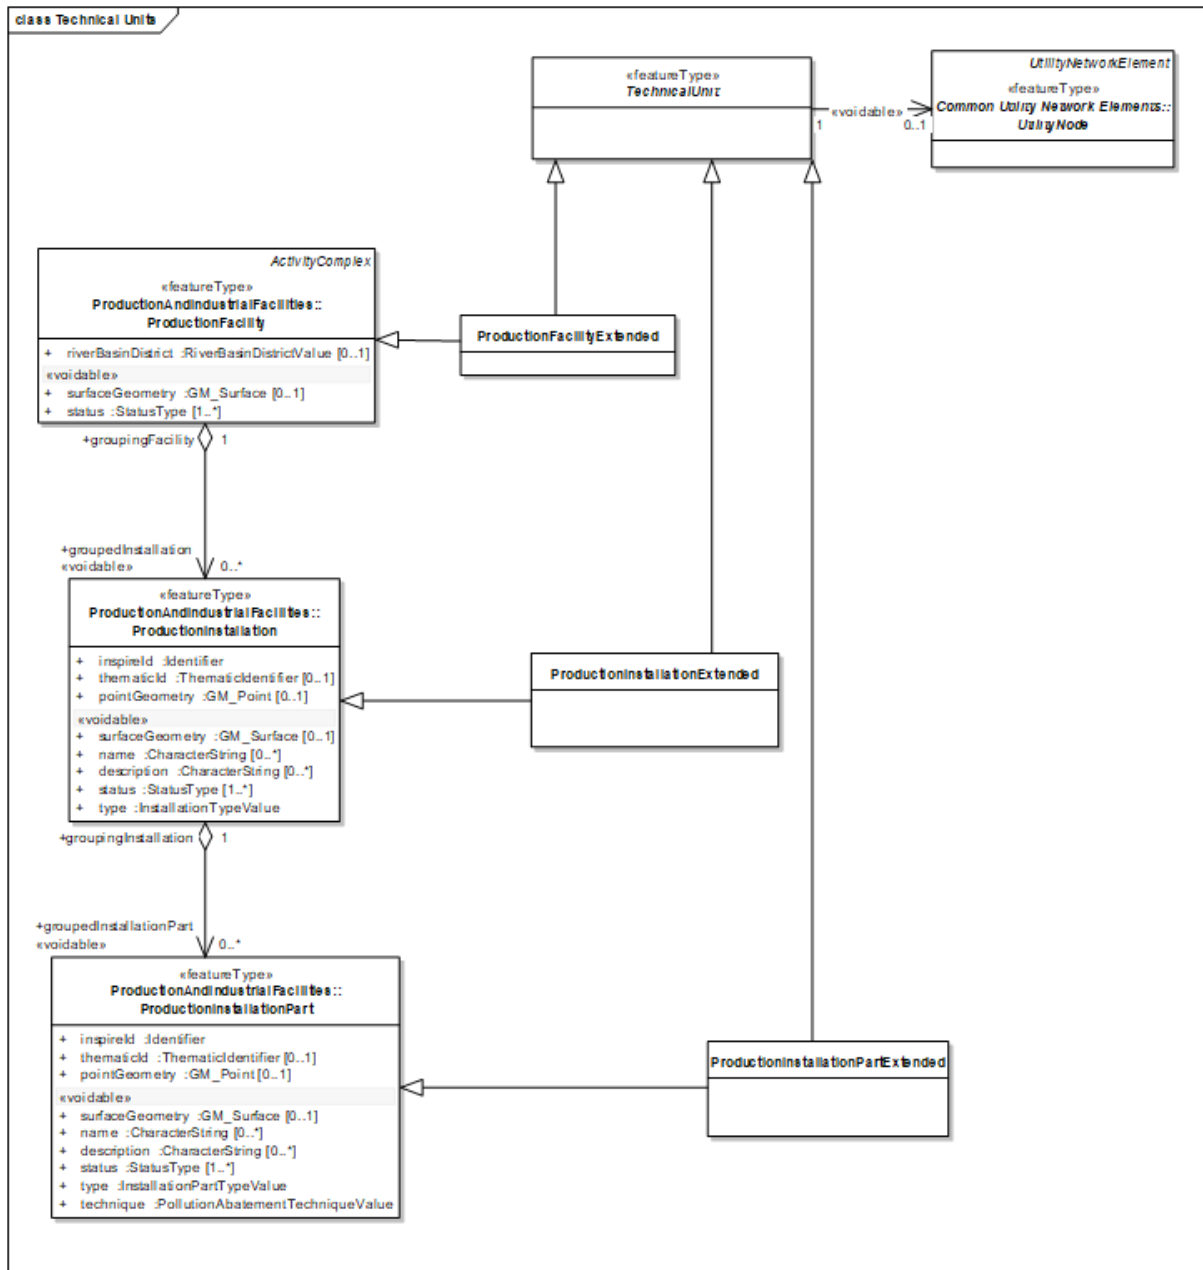 class Technical Units
«featureType»
TechnicalUnit
UtilityNetworkElement
«featureType»
Common Utility Network Elements::
UtilityNode
«voidable»
1
0..1
ActivityComplex
«featureType»
ProductionAndIndustrialFacilities::
ProductionFacility
+ riverBasinDistrict :RiverBasinDistrictValue [0..1]
«voidable»
+ surfaceGeometry :GM_Surface [0..1]
+ status :StatusType [1..*]
ProductionFacilityExtended
+groupingFacility 1
+groupedInstallation
«voidable» 0..*
«featureType»
ProductionAndIndustrialFacilities::
ProductionInstallation
+ inspireId :Identifier
+ thematicId :ThematicIdentifier [0..1]
+ pointGeometry :GM_Point [0..1]
«voidable»
+ surfaceGeometry :GM_Surface [0..1]
+ name :CharacterString [0..*]
+ description :CharacterString [0..*]
+ status :StatusType [1..*]
+ type :InstallationTypeValue
ProductionInstallationExtended
+groupingInstallation 1
+groupedInstallationPart
«voidable» 0..*
«featureType»
ProductionAndIndustrialFacilities::
ProductionInstallationPart
+ inspireId :Identifier
+ thematicId :ThematicIdentifier [0..1]
+ pointGeometry :GM_Point [0..1]
«voidable»
+ surfaceGeometry :GM_Surface [0..1]
+ name :CharacterString [0..*]
+ description :CharacterString [0..*]
+ status :StatusType [1..*]
+ type :InstallationPartTypeValue
+ technique :PollutionAbatementTechniqueValue
ProductionInstallationPartExtended